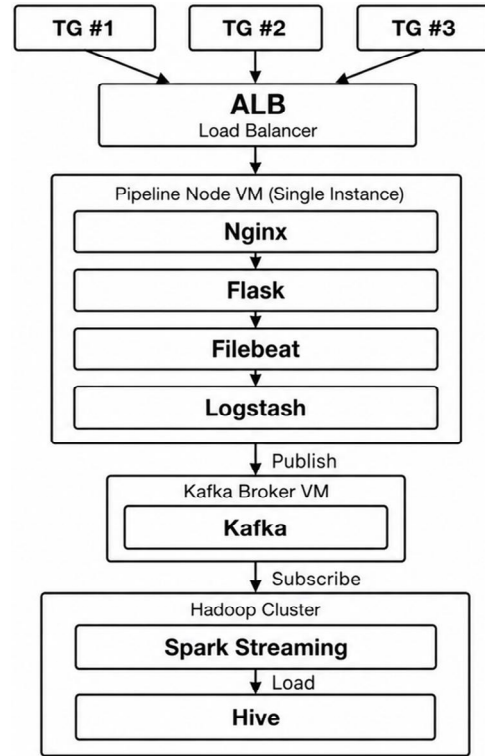 TG #1
TG #2
TG #3
ALB
Load Balancer
Pipeline Node VM (Single Instance)
Nginx
Flask
Filebeat
Logstash
Publish
Kafka Broker VM
Kafka
Subscribe
Hadoop Cluster
Spark Streaming
Load
Hive